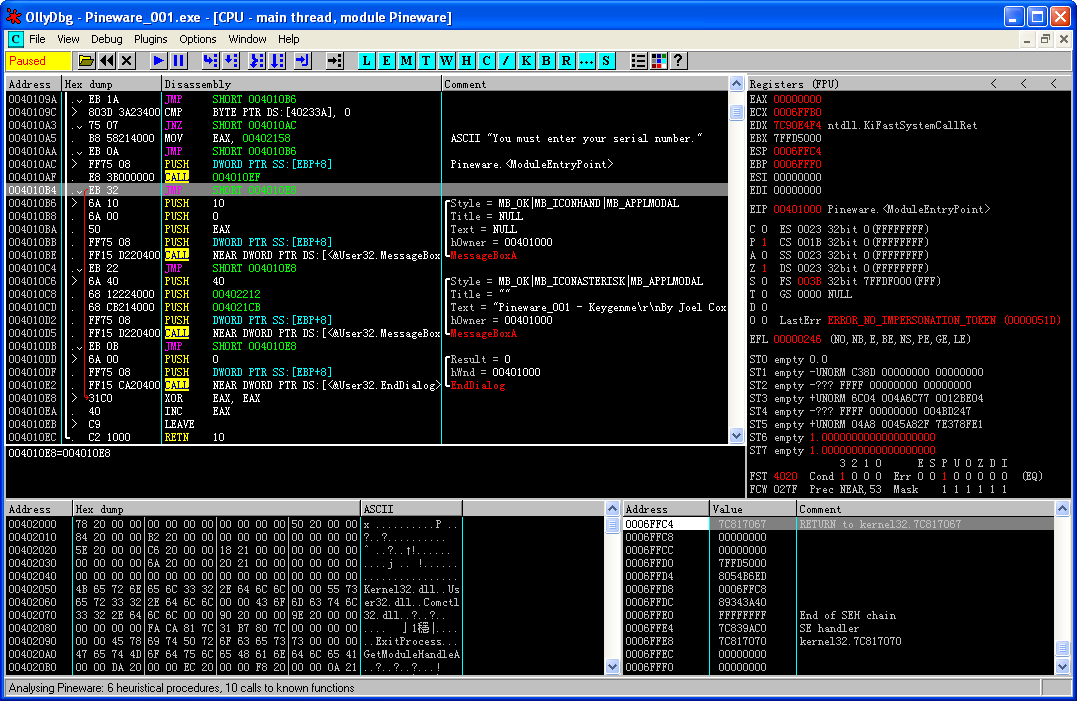 OllyDbg - Pineware_001.exe - [CPU - main thread, module Pineware]
C File View Debug Plugins Options Window Help
Paused L E M T W H C / K B R ... S ?
Address Hex dump Disassembly Comment
0040109A . EB 1A JMP SHORT 004010B6
0040109C > 803D 3A23400 CMP BYTE PTR DS:[40233A], 0
004010A3 . 75 07 JNZ SHORT 004010AC
004010A5 . B8 58214000 MOV EAX, 00402158 ASCII "You must enter your serial number."
004010AA . EB 0A JMP SHORT 004010B6
004010AC > FF75 08 PUSH DWORD PTR SS:[EBP+8] Pineware.<ModuleEntryPoint>
004010AF . E8 3B000000 CALL 004010EF
004010B4 . EB 32 JMP SHORT 004010E8
004010B6 > 6A 10 PUSH 10 Style = MB_OK|MB_ICONHAND|MB_APPLMODAL
004010B8 . 6A 00 PUSH 0 Title = NULL
004010BA . 50 PUSH EAX Text = NULL
004010BB . FF75 08 PUSH DWORD PTR SS:[EBP+8] hOwner = 00401000
004010BE . FF15 D220400 CALL NEAR DWORD PTR DS:[<&User32.MessageBox MessageBoxA
004010C4 . EB 22 JMP SHORT 004010E8
004010C6 > 6A 40 PUSH 40 Style = MB_OK|MB_ICONASTERISK|MB_APPLMODAL
004010C8 . 68 12224000 PUSH 00402212 Title = ""
004010CD . 68 CB214000 PUSH 004021CB Text = "Pineware_001 - Keygenme\r\nBy Joel Cox
004010D2 . FF75 08 PUSH DWORD PTR SS:[EBP+8] hOwner = 00401000
004010D5 . FF15 D220400 CALL NEAR DWORD PTR DS:[<&User32.MessageBox MessageBoxA
004010DB . EB 0B JMP SHORT 004010E8
004010DD > 6A 00 PUSH 0 Result = 0
004010DF . FF75 08 PUSH DWORD PTR SS:[EBP+8] hWnd = 00401000
004010E2 . FF15 CA20400 CALL NEAR DWORD PTR DS:[<&User32.EndDialog> EndDialog
004010E8 > 31C0 XOR EAX, EAX
004010EA . 40 INC EAX
004010EB > C9 LEAVE
004010EC . C2 1000 RETN 10
004010E8=004010E8
Registers (FPU) < < <
EAX 00000000
ECX 0006FFB0
EDX 7C90E4F4 ntdll.KiFastSystemCallRet
EBX 7FFD5000
ESP 0006FFC4
EBP 0006FFF0
ESI 00000000
EDI 00000000
EIP 00401000 Pineware.<ModuleEntryPoint>
C 0 ES 0023 32bit 0(FFFFFFFF)
P 1 CS 001B 32bit 0(FFFFFFFF)
A 0 SS 0023 32bit 0(FFFFFFFF)
Z 1 DS 0023 32bit 0(FFFFFFFF)
S 0 FS 003B 32bit 7FFDF000(FFF)
T 0 GS 0000 NULL
D 0
O 0 LastErr ERROR_NO_IMPERSONATION_TOKEN (0000051D)
EFL 00000246 (NO,NB,E,BE,NS,PE,GE,LE)
ST0 empty 0.0
ST1 empty -UNORM C38D 00000000 00000000
ST2 empty -??? FFFF 00000000 00000000
ST3 empty +UNORM 6C04 004A6C77 0012BE04
ST4 empty -??? FFFF 00000000 004BD247
ST5 empty +UNORM 04A8 0045A82F 7E378FE1
ST6 empty 1.0000000000000000000
ST7 empty 1.0000000000000000000
3 2 1 0 E S P U O Z D I
FST 4020 Cond 1 0 0 0 Err 0 0 1 0 0 0 0 0 (EQ)
FCW 027F Prec NEAR,53 Mask 1 1 1 1 1 1
Address Hex dump ASCII
00402000 78 20 00 00 00 00 00 00 00 00 00 00 50 20 00 00 x ..........P ..
00402010 84 20 00 00 B2 20 00 00 00 00 00 00 00 00 00 00
00402020 5E 20 00 00 C6 20 00 00 18 21 00 00 00 00 00 00
00402030 00 00 00 00 6A 20 00 00 20 21 00 00 00 00 00 00 ....j .. !......
00402040 00 00 00 00 00 00 00 00 00 00 00 00 00 00 00 00 ................
00402050 4B 65 72 6E 65 6C 33 32 2E 64 6C 6C 00 00 55 73 Kernel32.dll..Us
00402060 65 72 33 32 2E 64 6C 6C 00 00 43 6F 6D 63 74 6C er32.dll..Comctl
00402070 33 32 2E 64 6C 6C 00 00 90 20 00 00 9E 20 00 00 32.dll..?..?..
00402080 00 00 00 00 FA CA 81 7C 31 B7 80 7C 00 00 00 00
00402090 00 00 45 78 69 74 50 72 6F 63 65 73 73 00 00 00 ..ExitProcess...
004020A0 47 65 74 4D 6F 64 75 6C 65 48 61 6E 64 6C 65 41 GetModuleHandleA
004020B0 00 00 DA 20 00 00 EC 20 00 00 F8 20 00 00 0A 21 ..?..?..?...!
Address Value Comment
0006FFC4 7C817067 RETURN to kernel32.7C817067
0006FFC8 00000000
0006FFCC 00000000
0006FFD0 7FFD5000
0006FFD4 8054B6ED
0006FFD8 0006FFC8
0006FFDC 89343A40
0006FFE0 FFFFFFFF End of SEH chain
0006FFE4 7C839AC0 SE handler
0006FFE8 7C817070 kernel32.7C817070
0006FFEC 00000000
0006FFF0 00000000
Analysing Pineware: 6 heuristical procedures, 10 calls to known functions